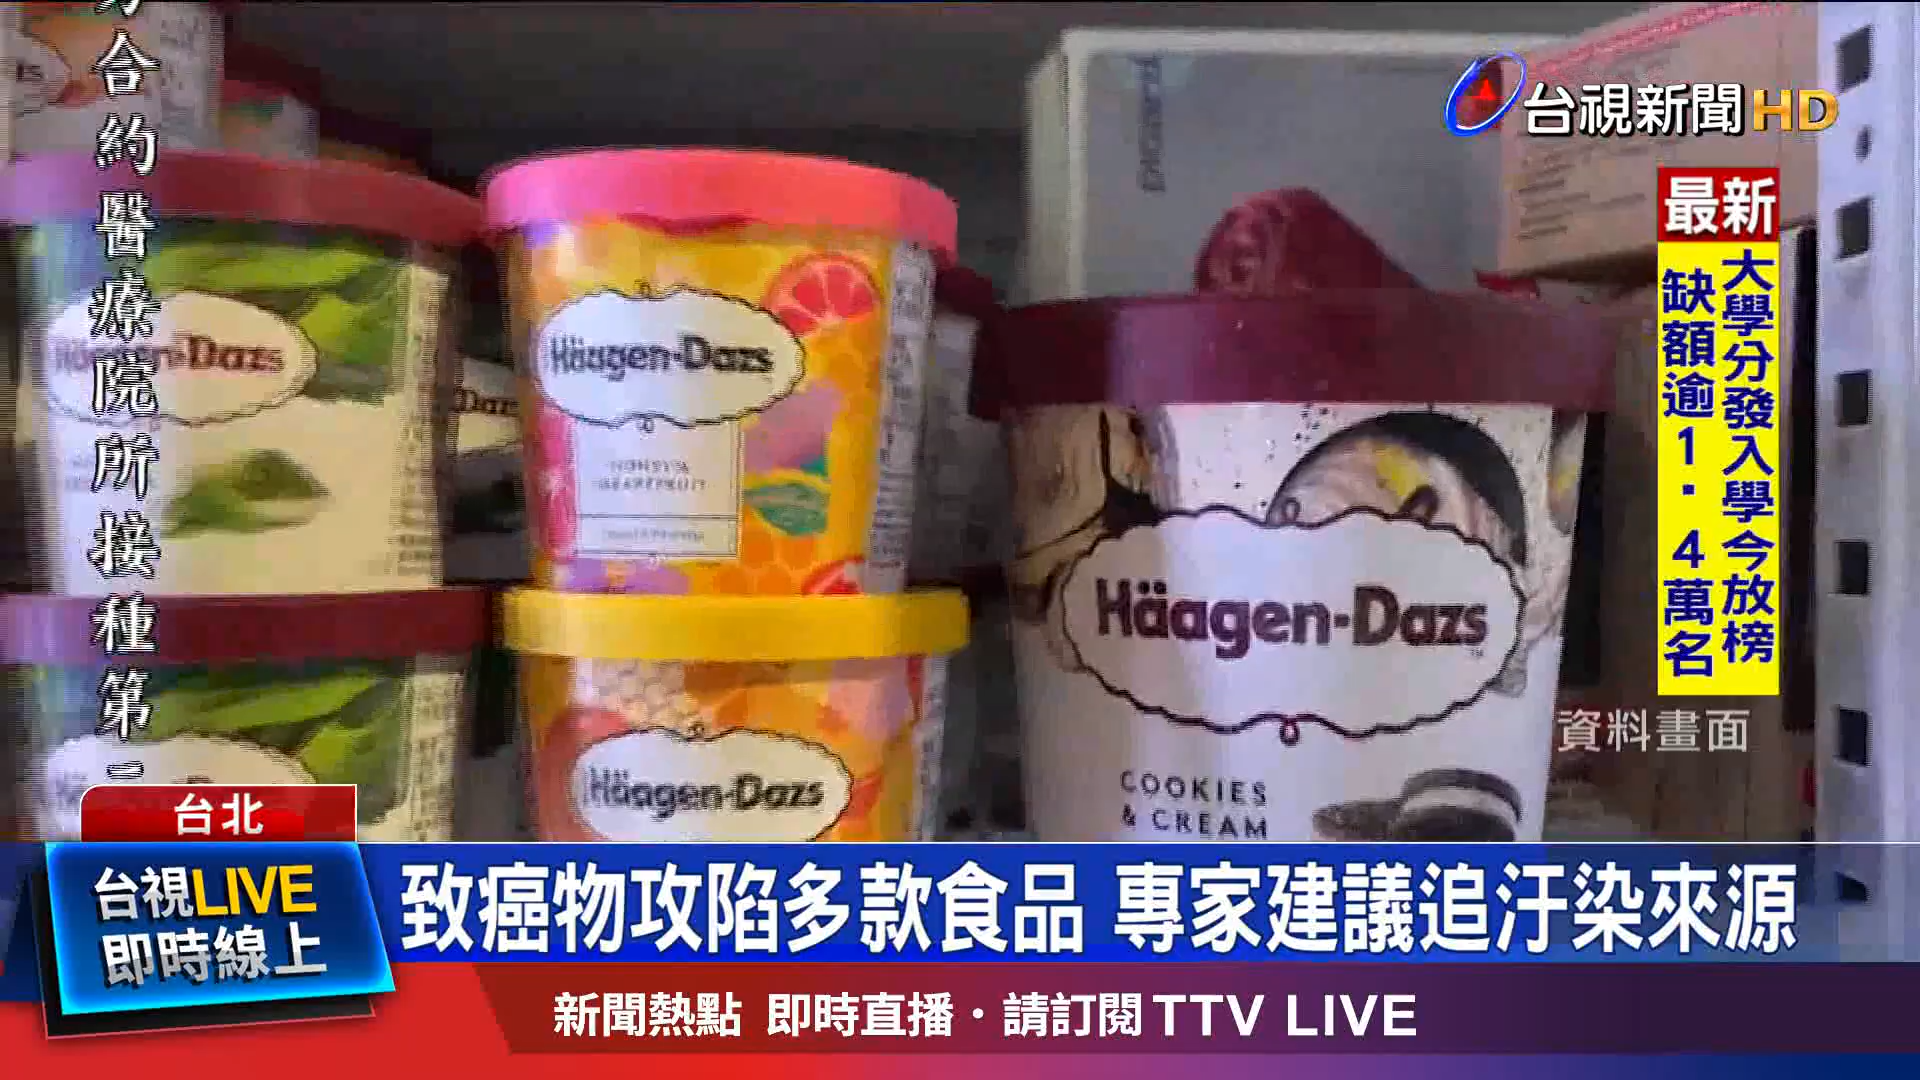 合約醫療院所接種第
台視新聞HD
最新
大學分發入學今放榜
缺額逾1.4萬名
資料畫面
Häagen-Dazs
Häagen-Dazs
Häagen-Dazs
Häagen-Dazs
COOKIES
& CREAM
台北
台視LIVE
即時線上
致癌物攻陷多款食品 專家建議追汙染來源
新聞熱點 即時直播・請訂閱TTV LIVE